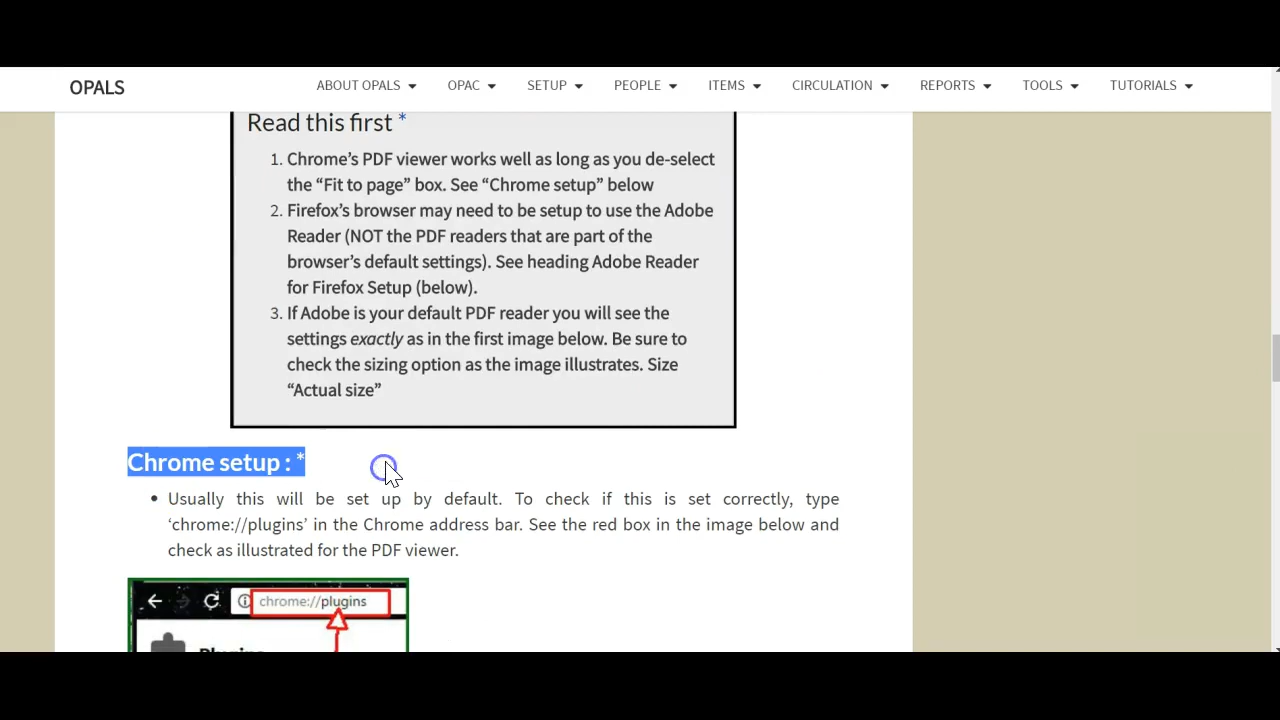 OPALS
ABOUT OPALS
OPAC
SETUP
PEOPLE
ITEMS
CIRCULATION
REPORTS
TOOLS
TUTORIALS
Read this first *
1. Chrome’s PDF viewer works well as long as you de-select
the “Fit to page” box. See “Chrome setup” below
2. Firefox’s browser may need to be setup to use the Adobe
Reader (NOT the PDF readers that are part of the
browser’s default settings). See heading Adobe Reader
for Firefox Setup (below).
3. If Adobe is your default PDF reader you will see the
settings exactly as in the first image below. Be sure to
check the sizing option as the image illustrates. Size
“Actual size”
Chrome setup : *
• Usually this will be set up by default. To check if this is set correctly, type
‘chrome://plugins’ in the Chrome address bar. See the red box in the image below and
check as illustrated for the PDF viewer.
chrome://plugins